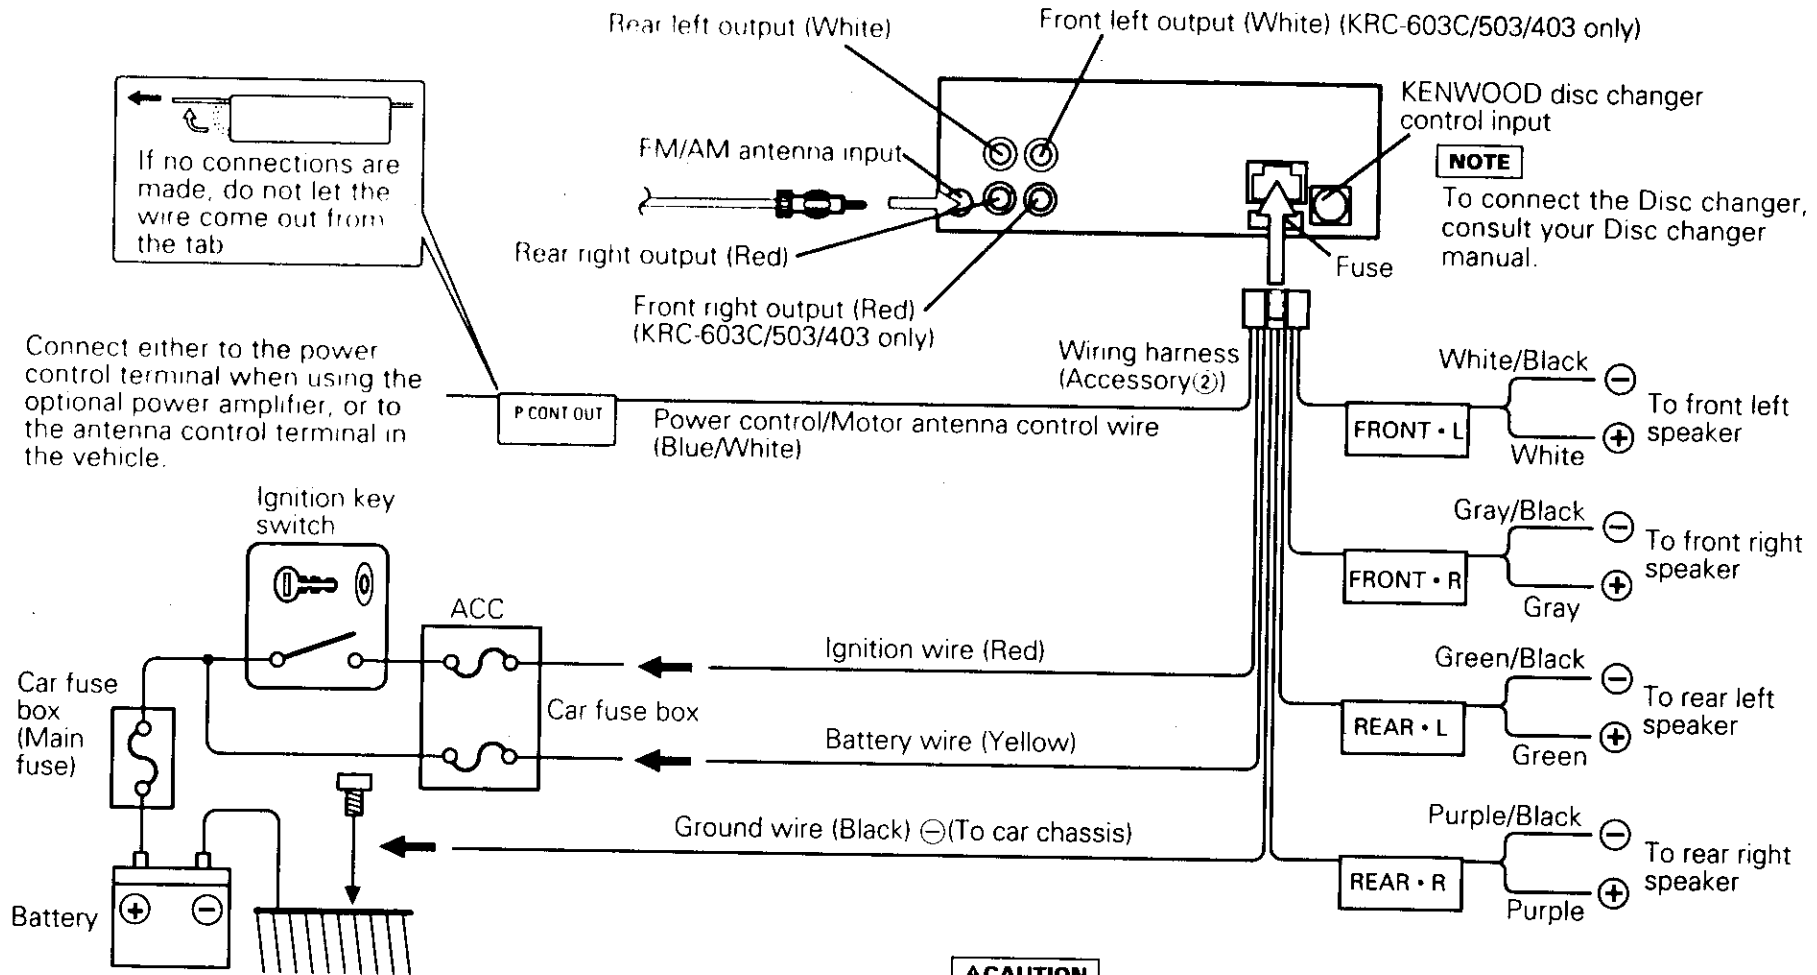 Rear left output (White)
Front left output (White) (KRC-603C/503/403 only)
KENWOOD disc changer
control input
NOTE
To connect the Disc changer,
consult your Disc changer
manual.
If no connections are
made, do not let the
wire come out from
the tab
FM/AM antenna input
Rear right output (Red)
Fuse
Front right output (Red)
(KRC-603C/503/403 only)
Connect either to the power
control terminal when using the
optional power amplifier, or to
the antenna control terminal in
the vehicle.
P CONT OUT
Power control/Motor antenna control wire
(Blue/White)
Wiring harness
(Accessory②)
White/Black
⊖
FRONT • L
To front left
speaker
White
⊕
Gray/Black
⊖
FRONT • R
To front right
speaker
Gray
⊕
Green/Black
⊖
REAR • L
To rear left
speaker
Green
⊕
Purple/Black
⊖
REAR • R
To rear right
speaker
Purple
⊕
Ignition key
switch
ACC
Ignition wire (Red)
Car fuse
box
(Main
fuse)
Car fuse box
Battery wire (Yellow)
Ground wire (Black) ⊖(To car chassis)
Battery
⊕ ⊖
⚠CAUTION